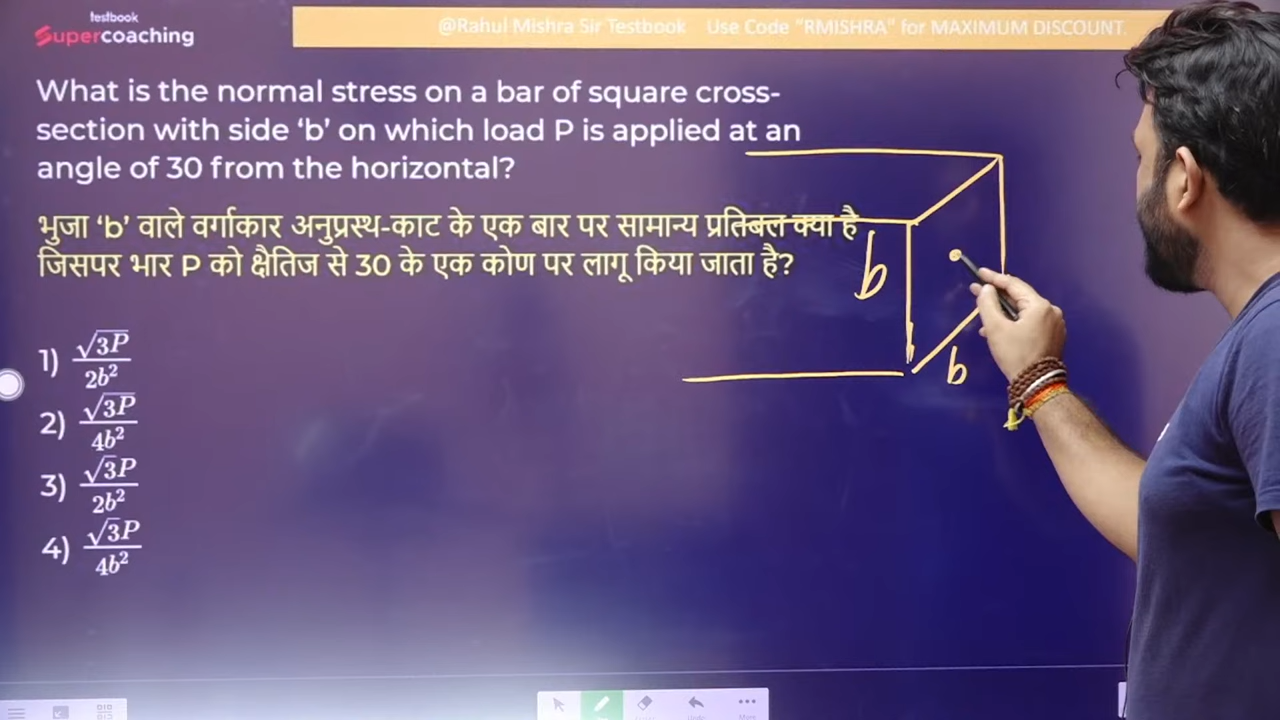 testbook
Supercoaching
@Rahul Mishra Sir Testbook Use Code "RMISHRA" for MAXIMUM DISCOUNT.
What is the normal stress on a bar of square cross-
section with side ‘b’ on which load P is applied at an
angle of 30 from the horizontal?
भुजा ‘b’ वाले वर्गाकार अनुप्रस्थ-काट के एक बार पर सामान्य प्रतिबल क्या है
जिसपर भार P को क्षैतिज से 30 के एक कोण पर लागू किया जाता है?
b
b
1) √3P/2b²
2) √3P/4b²
3) √3P/2b²
4) √3P/4b²